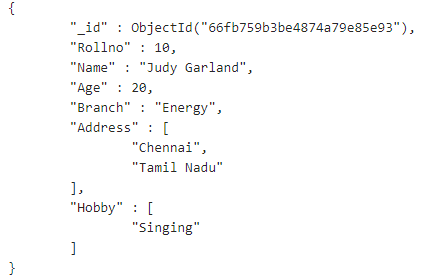 {
        "_id" : ObjectId("66fb759b3be4874a79e85e93"),
        "Rollno" : 10,
        "Name" : "Judy Garland",
        "Age" : 20,
        "Branch" : "Energy",
        "Address" : [
                "Chennai",
                "Tamil Nadu"
        ],
        "Hobby" : [
                "Singing"
        ]
}